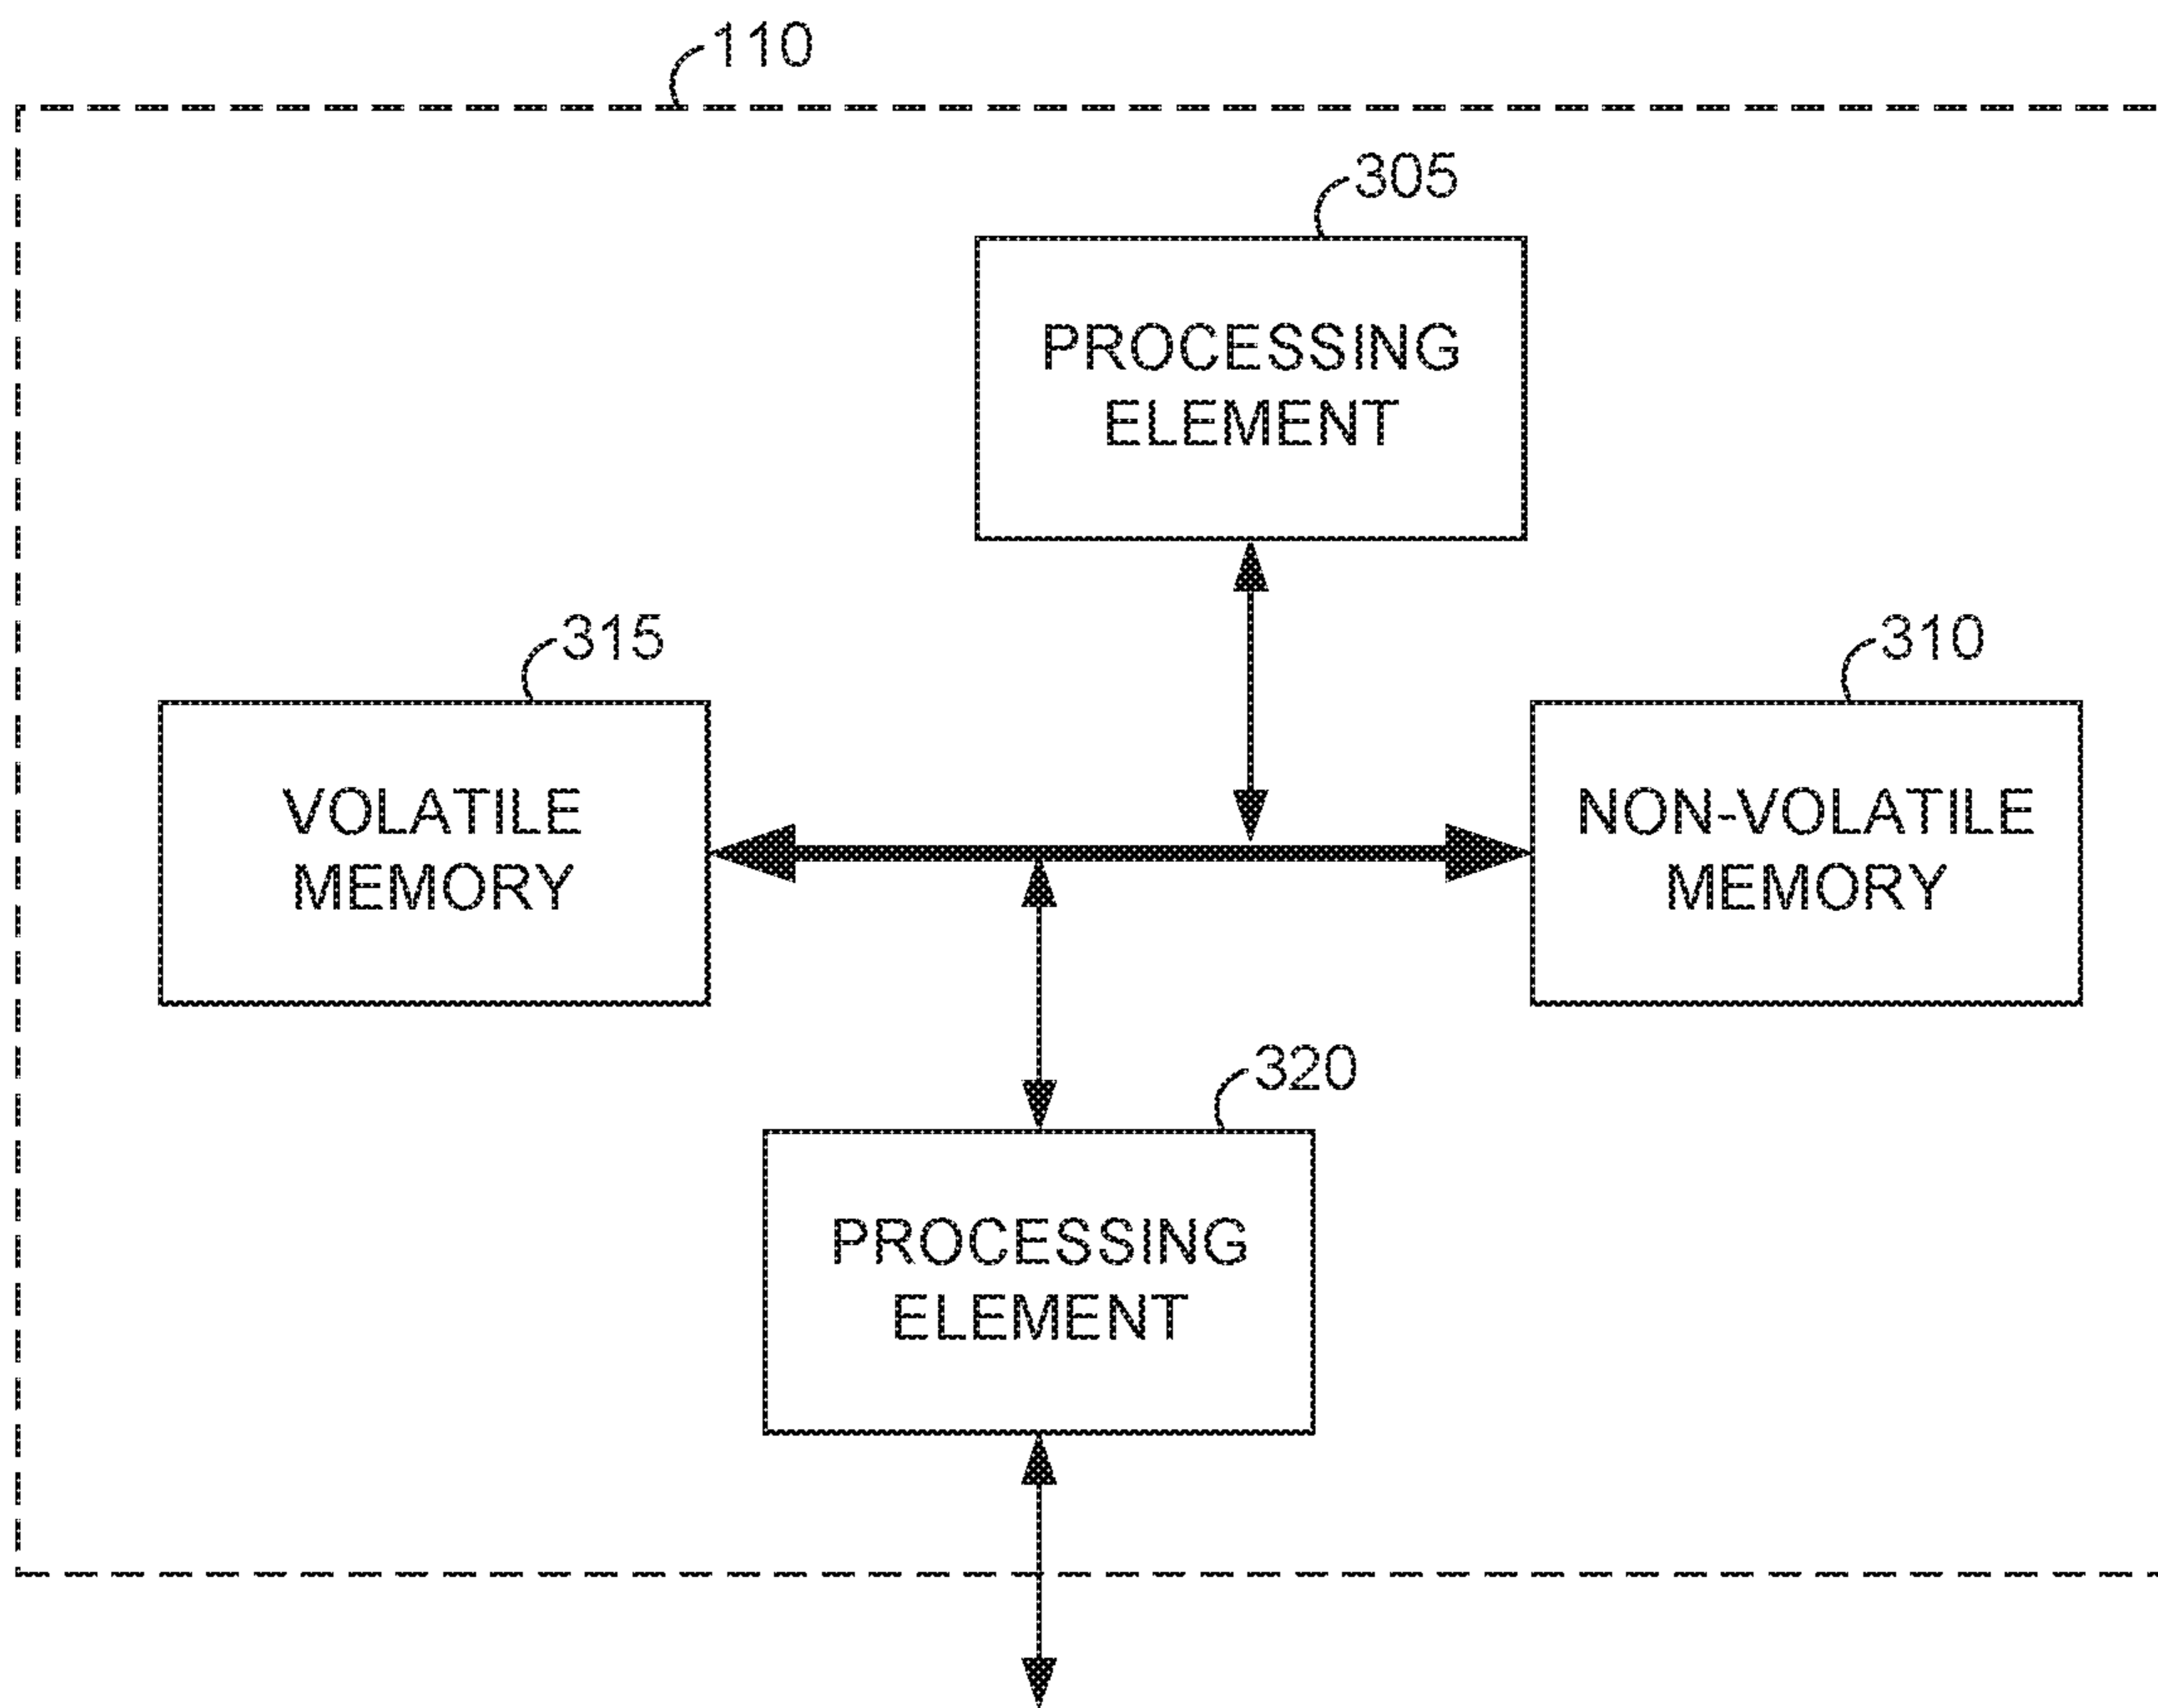 110
305
PROCESSING
ELEMENT
315
310
VOLATILE
MEMORY
NON-VOLATILE
MEMORY
320
PROCESSING
ELEMENT